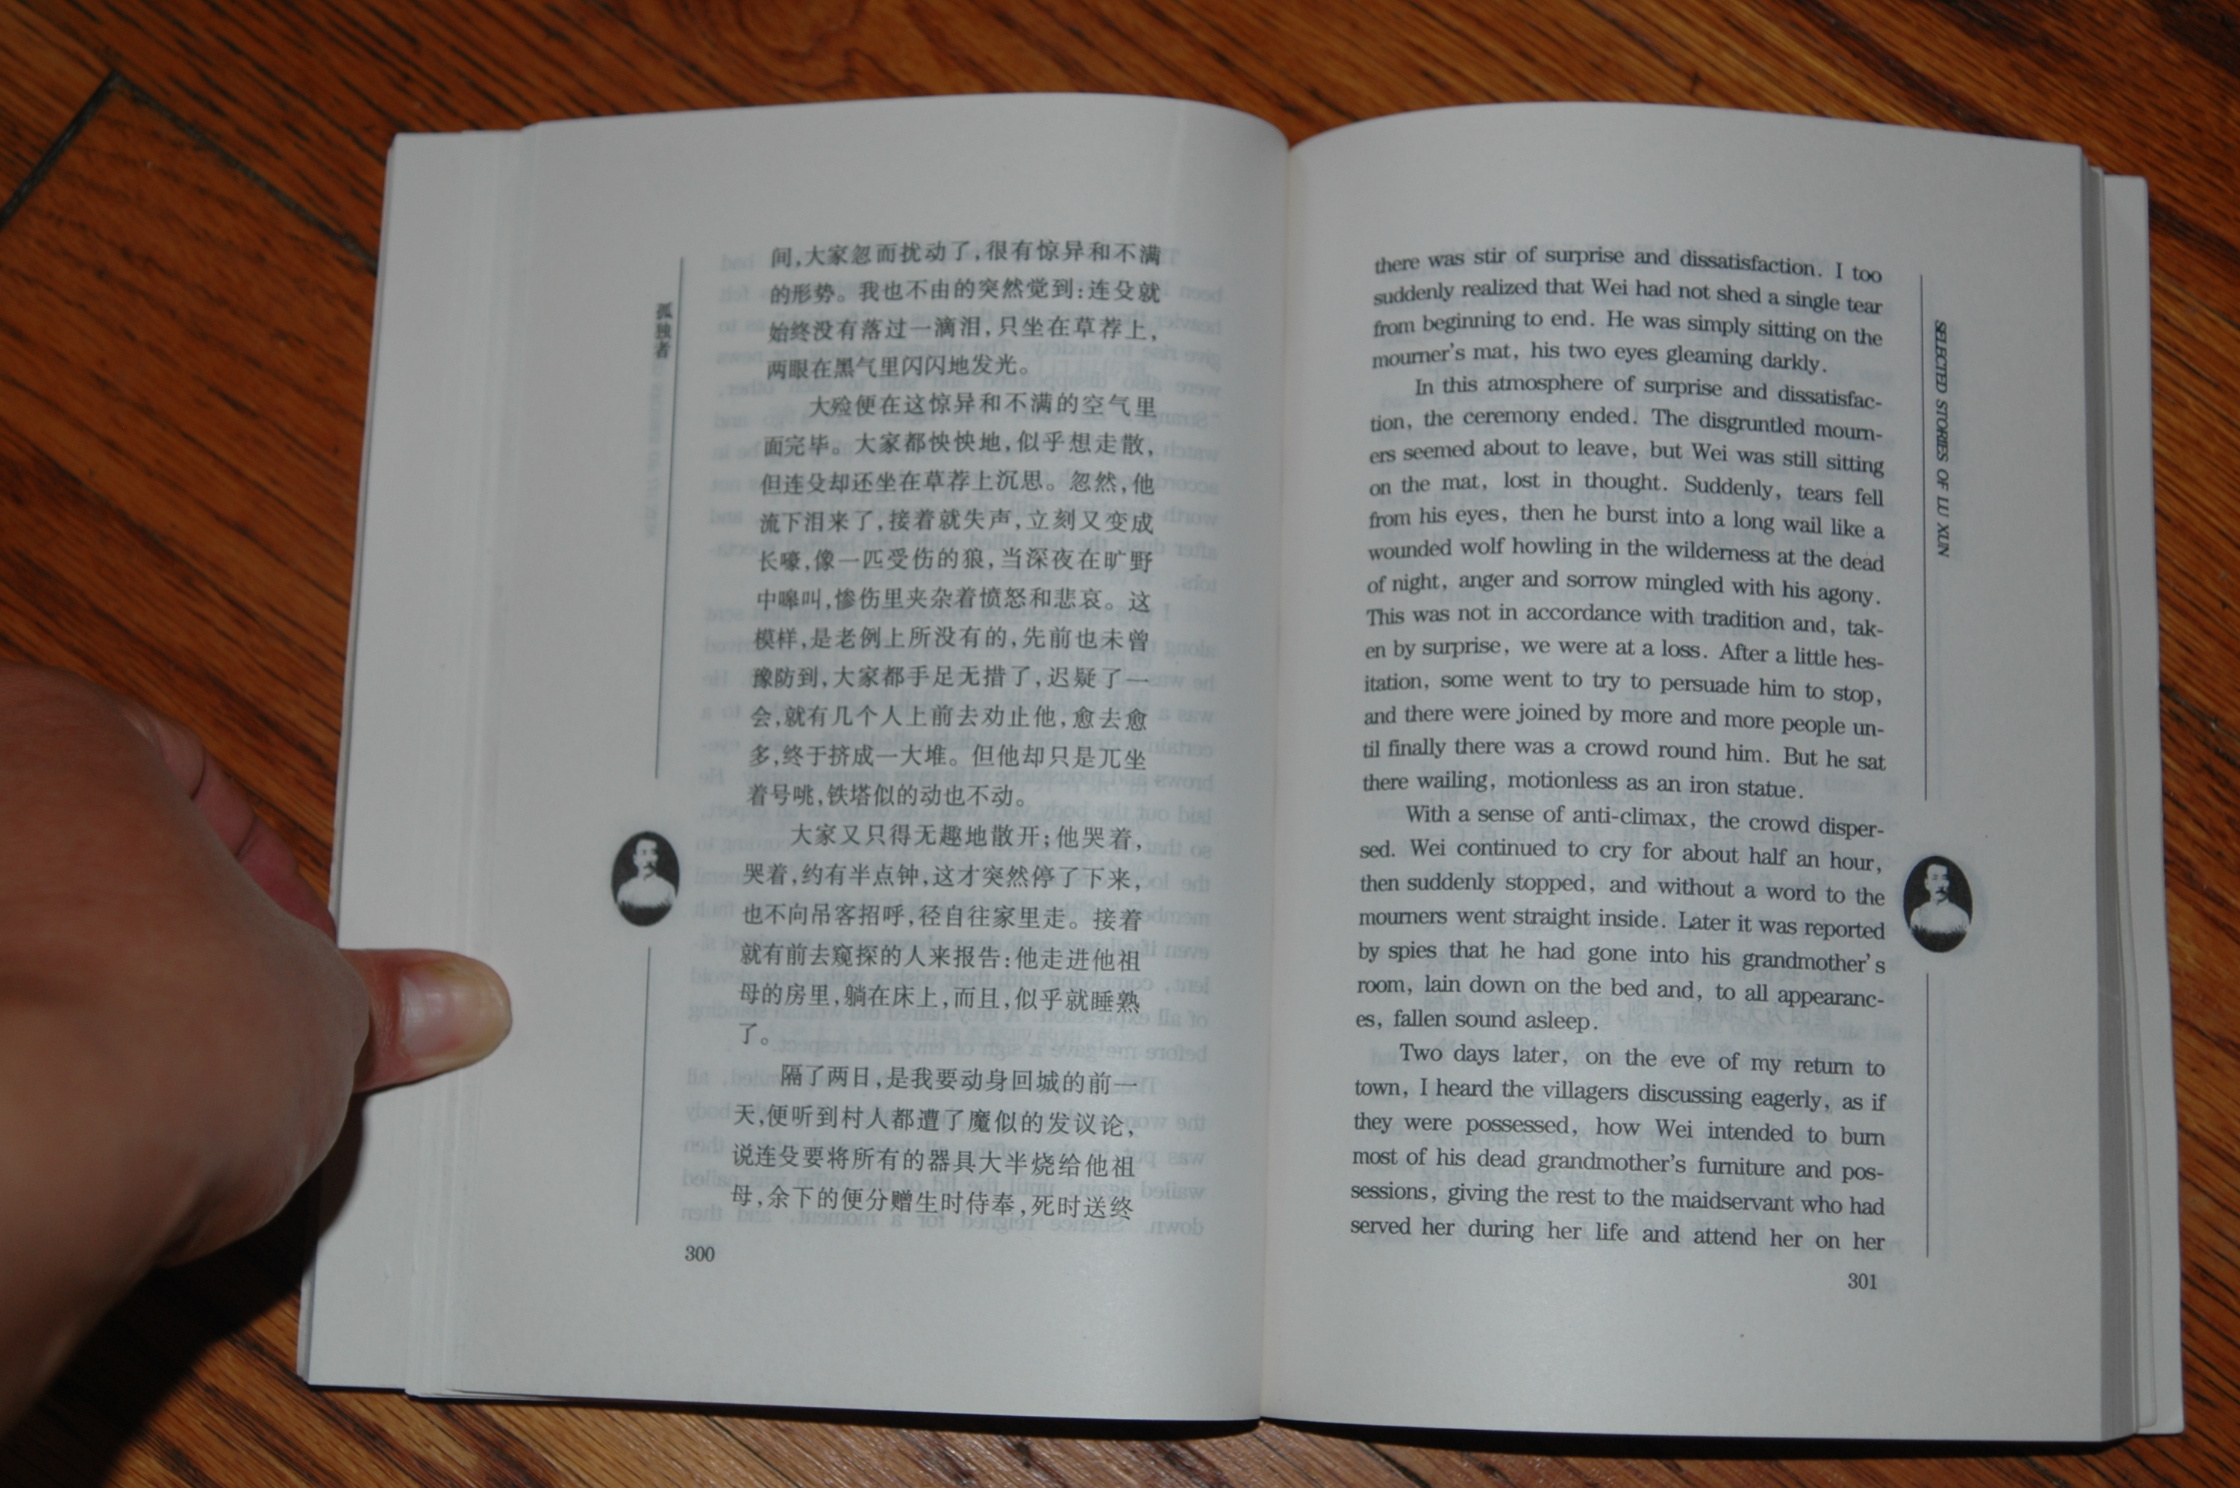 孤独者
间,大家忽而扰动了,很有惊异和不满
的形势。我也不由的突然觉到:连殳就
始终没有落过一滴泪,只坐在草荐上,
两眼在黑气里闪闪地发光。
大殓便在这惊异和不满的空气里
面完毕。大家都怏怏地,似乎想走散,
但连殳却还坐在草荐上沉思。忽然,他
流下泪来了,接着就失声,立刻又变成
长嚎,像一匹受伤的狼,当深夜在旷野
中嗥叫,惨伤里夹杂着愤怒和悲哀。这
模样,是老例上所没有的,先前也未曾
豫防到,大家都手足无措了,迟疑了一
会,就有几个人上前去劝止他,愈去愈
多,终于挤成一大堆。但他却只是兀坐
着号咷,铁塔似的动也不动。
大家又只得无趣地散开;他哭着,
哭着,约有半点钟,这才突然停了下来,
也不向吊客招呼,径自往家里走。接着
就有前去窥探的人来报告:他走进他祖
母的房里,躺在床上,而且,似乎就睡熟
了。
隔了两日,是我要动身回城的前一
天,便听到村人都遭了魔似的发议论,
说连殳要将所有的器具大半烧给他祖
母,余下的便分赠生时侍奉,死时送终
300
there was stir of surprise and dissatisfaction. I too
suddenly realized that Wei had not shed a single tear
from beginning to end. He was simply sitting on the
mourner's mat, his two eyes gleaming darkly.
In this atmosphere of surprise and dissatisfac-
tion, the ceremony ended. The disgruntled mourn-
ers seemed about to leave, but Wei was still sitting
on the mat, lost in thought. Suddenly, tears fell
from his eyes, then he burst into a long wail like a
wounded wolf howling in the wilderness at the dead
of night, anger and sorrow mingled with his agony.
This was not in accordance with tradition and, tak-
en by surprise, we were at a loss. After a little hes-
itation, some went to try to persuade him to stop,
and there were joined by more and more people un-
til finally there was a crowd round him. But he sat
there wailing, motionless as an iron statue.
With a sense of anti-climax, the crowd disper-
sed. Wei continued to cry for about half an hour,
then suddenly stopped, and without a word to the
mourners went straight inside. Later it was reported
by spies that he had gone into his grandmother's
room, lain down on the bed and, to all appearanc-
es, fallen sound asleep.
Two days later, on the eve of my return to
town, I heard the villagers discussing eagerly, as if
they were possessed, how Wei intended to burn
most of his dead grandmother's furniture and pos-
sessions, giving the rest to the maidservant who had
served her during her life and attend her on her
301
SELECTED STORIES OF LU XUN